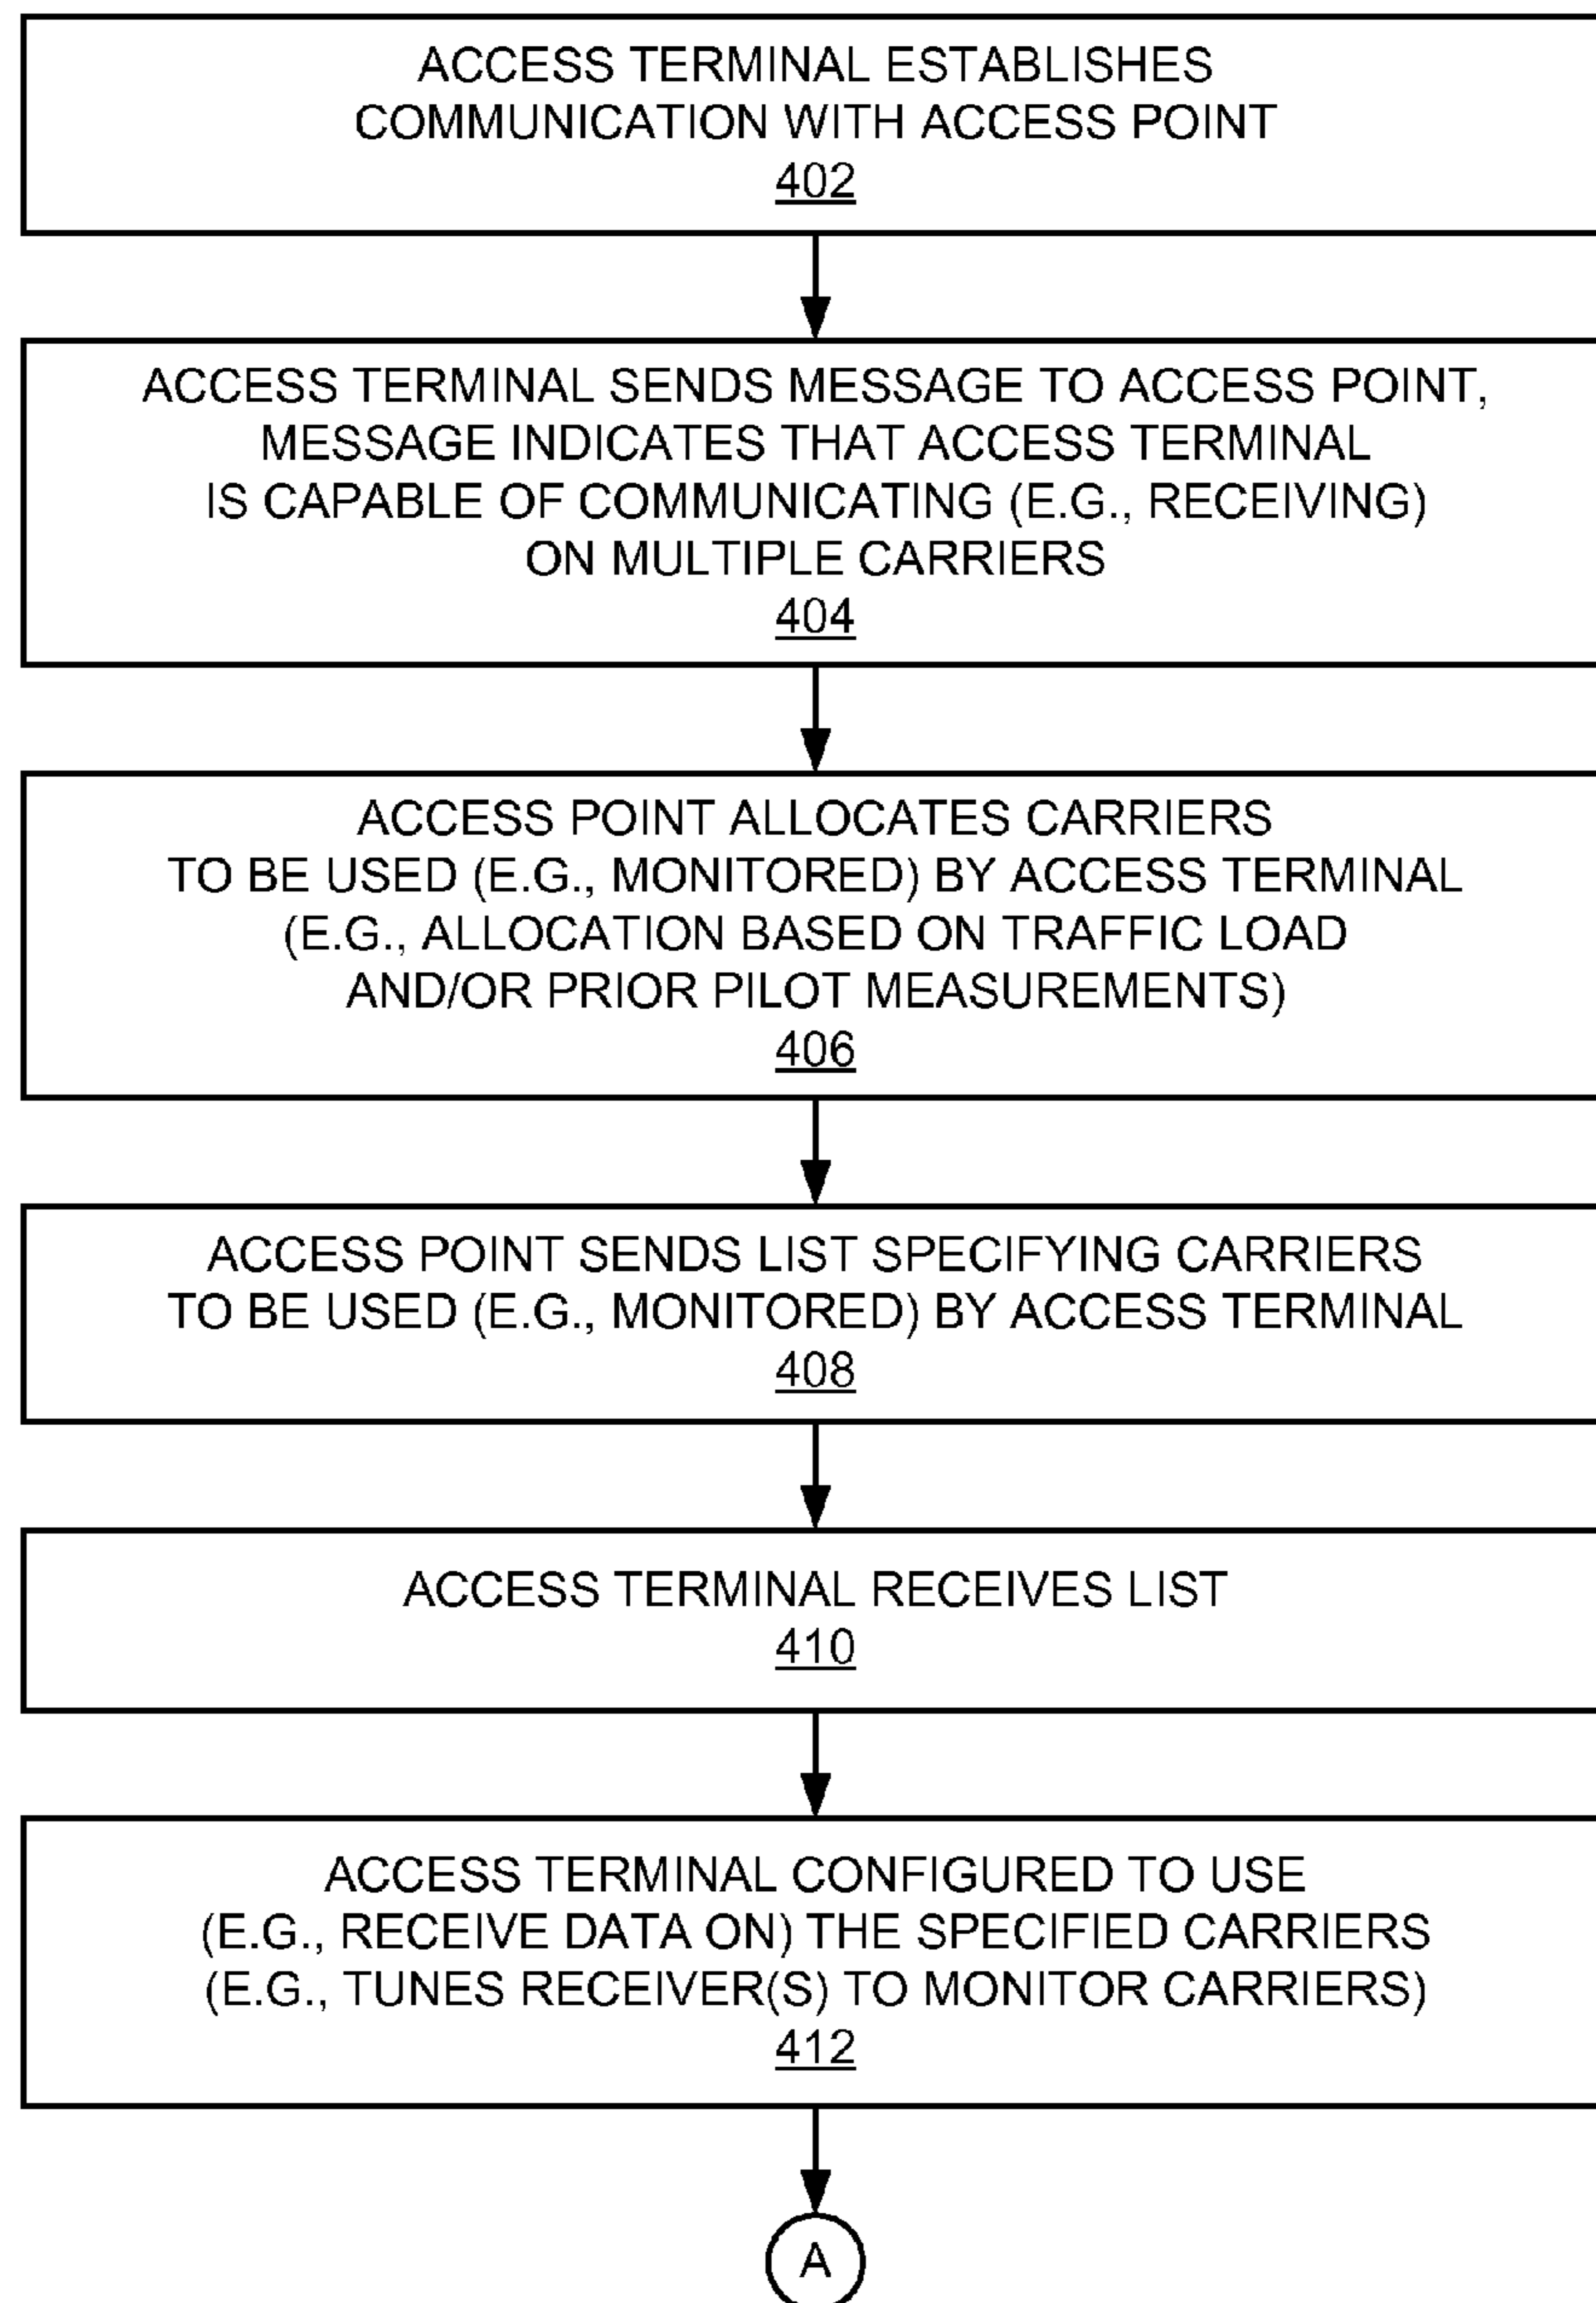 ACCESS TERMINAL ESTABLISHES
COMMUNICATION WITH ACCESS POINT
402
ACCESS TERMINAL SENDS MESSAGE TO ACCESS POINT,
MESSAGE INDICATES THAT ACCESS TERMINAL
IS CAPABLE OF COMMUNICATING (E.G., RECEIVING)
ON MULTIPLE CARRIERS
404
ACCESS POINT ALLOCATES CARRIERS
TO BE USED (E.G., MONITORED) BY ACCESS TERMINAL
(E.G., ALLOCATION BASED ON TRAFFIC LOAD
AND/OR PRIOR PILOT MEASUREMENTS)
406
ACCESS POINT SENDS LIST SPECIFYING CARRIERS
TO BE USED (E.G., MONITORED) BY ACCESS TERMINAL
408
ACCESS TERMINAL RECEIVES LIST
410
ACCESS TERMINAL CONFIGURED TO USE
(E.G., RECEIVE DATA ON) THE SPECIFIED CARRIERS
(E.G., TUNES RECEIVER(S) TO MONITOR CARRIERS)
412
A